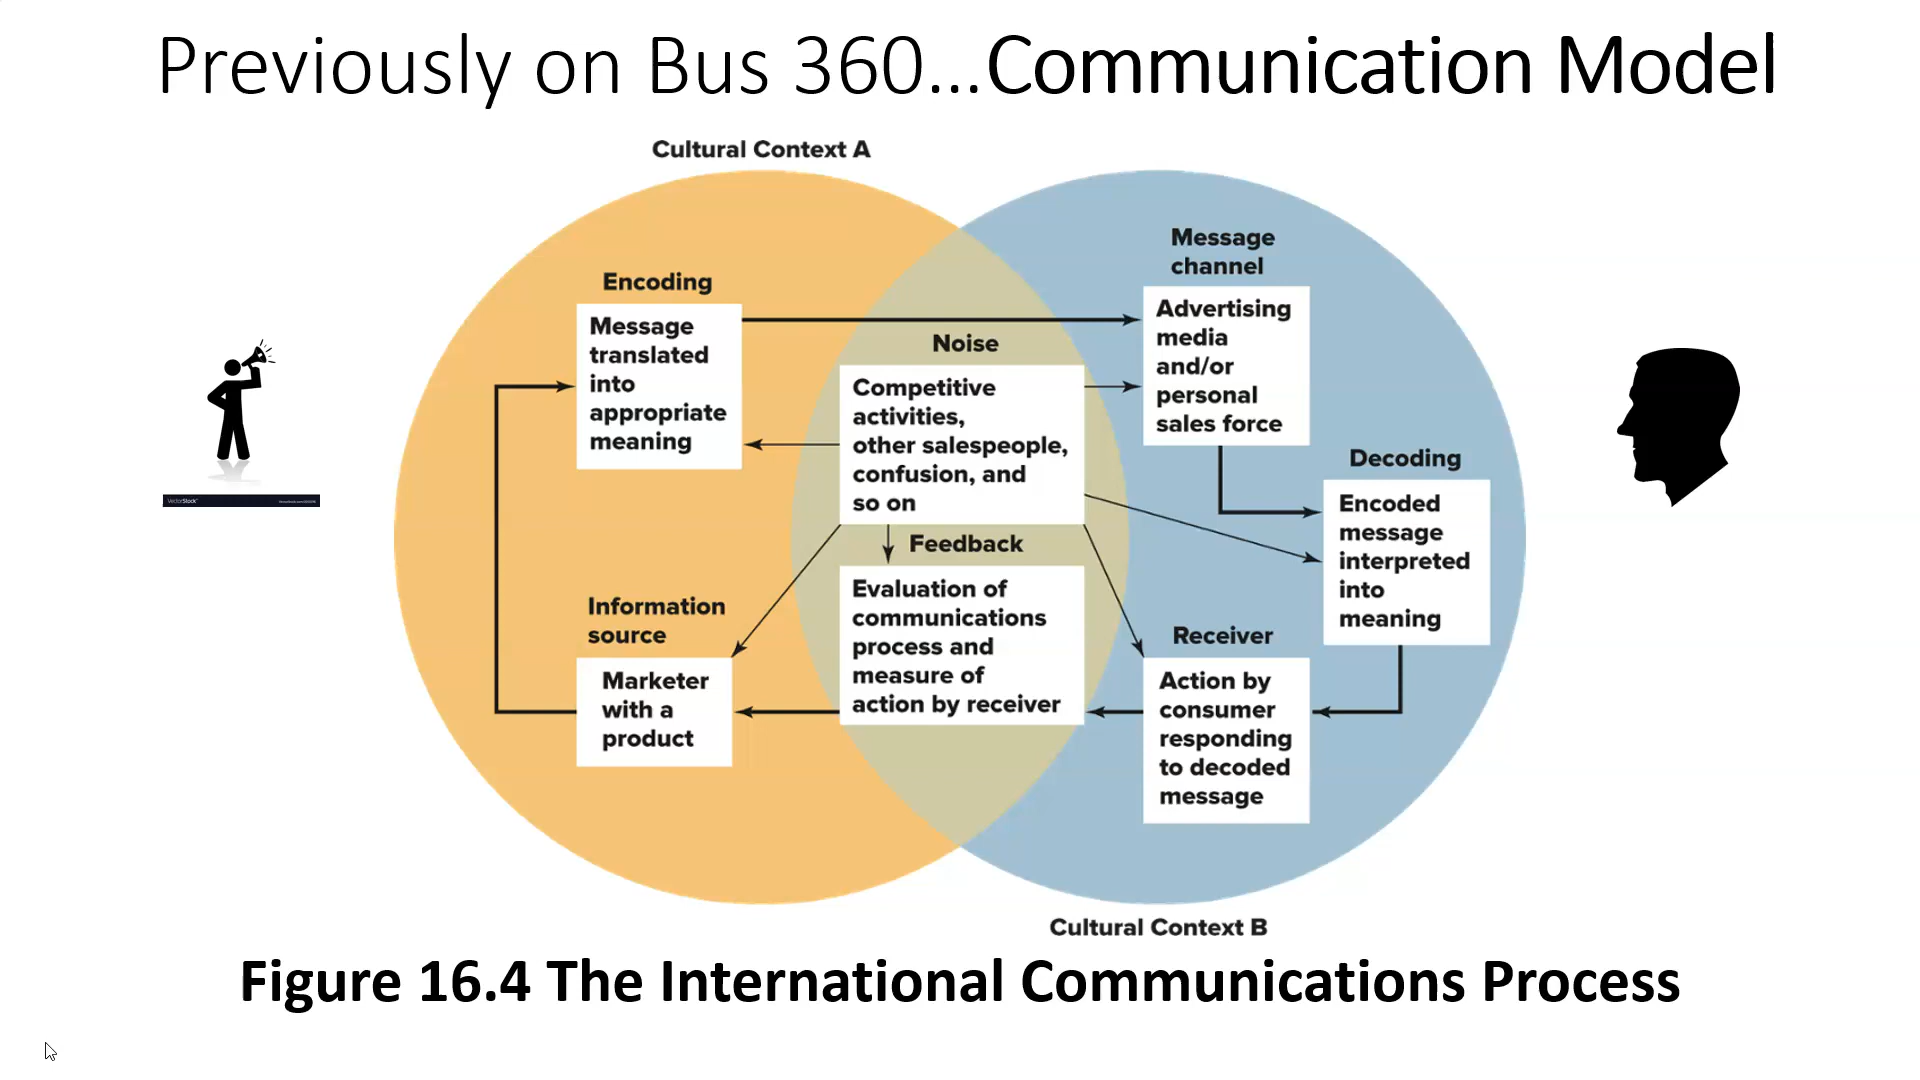 Previously on Bus 360...Communication Model
Cultural Context A
Encoding
Message
translated
into
appropriate
meaning
Noise
Competitive
activities,
other salespeople,
confusion, and
so on
Message
channel
Advertising
media
and/or
personal
sales force
Decoding
Encoded
message
interpreted
into
meaning
Feedback
Evaluation of
communications
process and
measure of
action by receiver
Information
source
Marketer
with a
product
Receiver
Action by
consumer
responding
to decoded
message
VectorStock
Cultural Context B
Figure 16.4 The International Communications Process